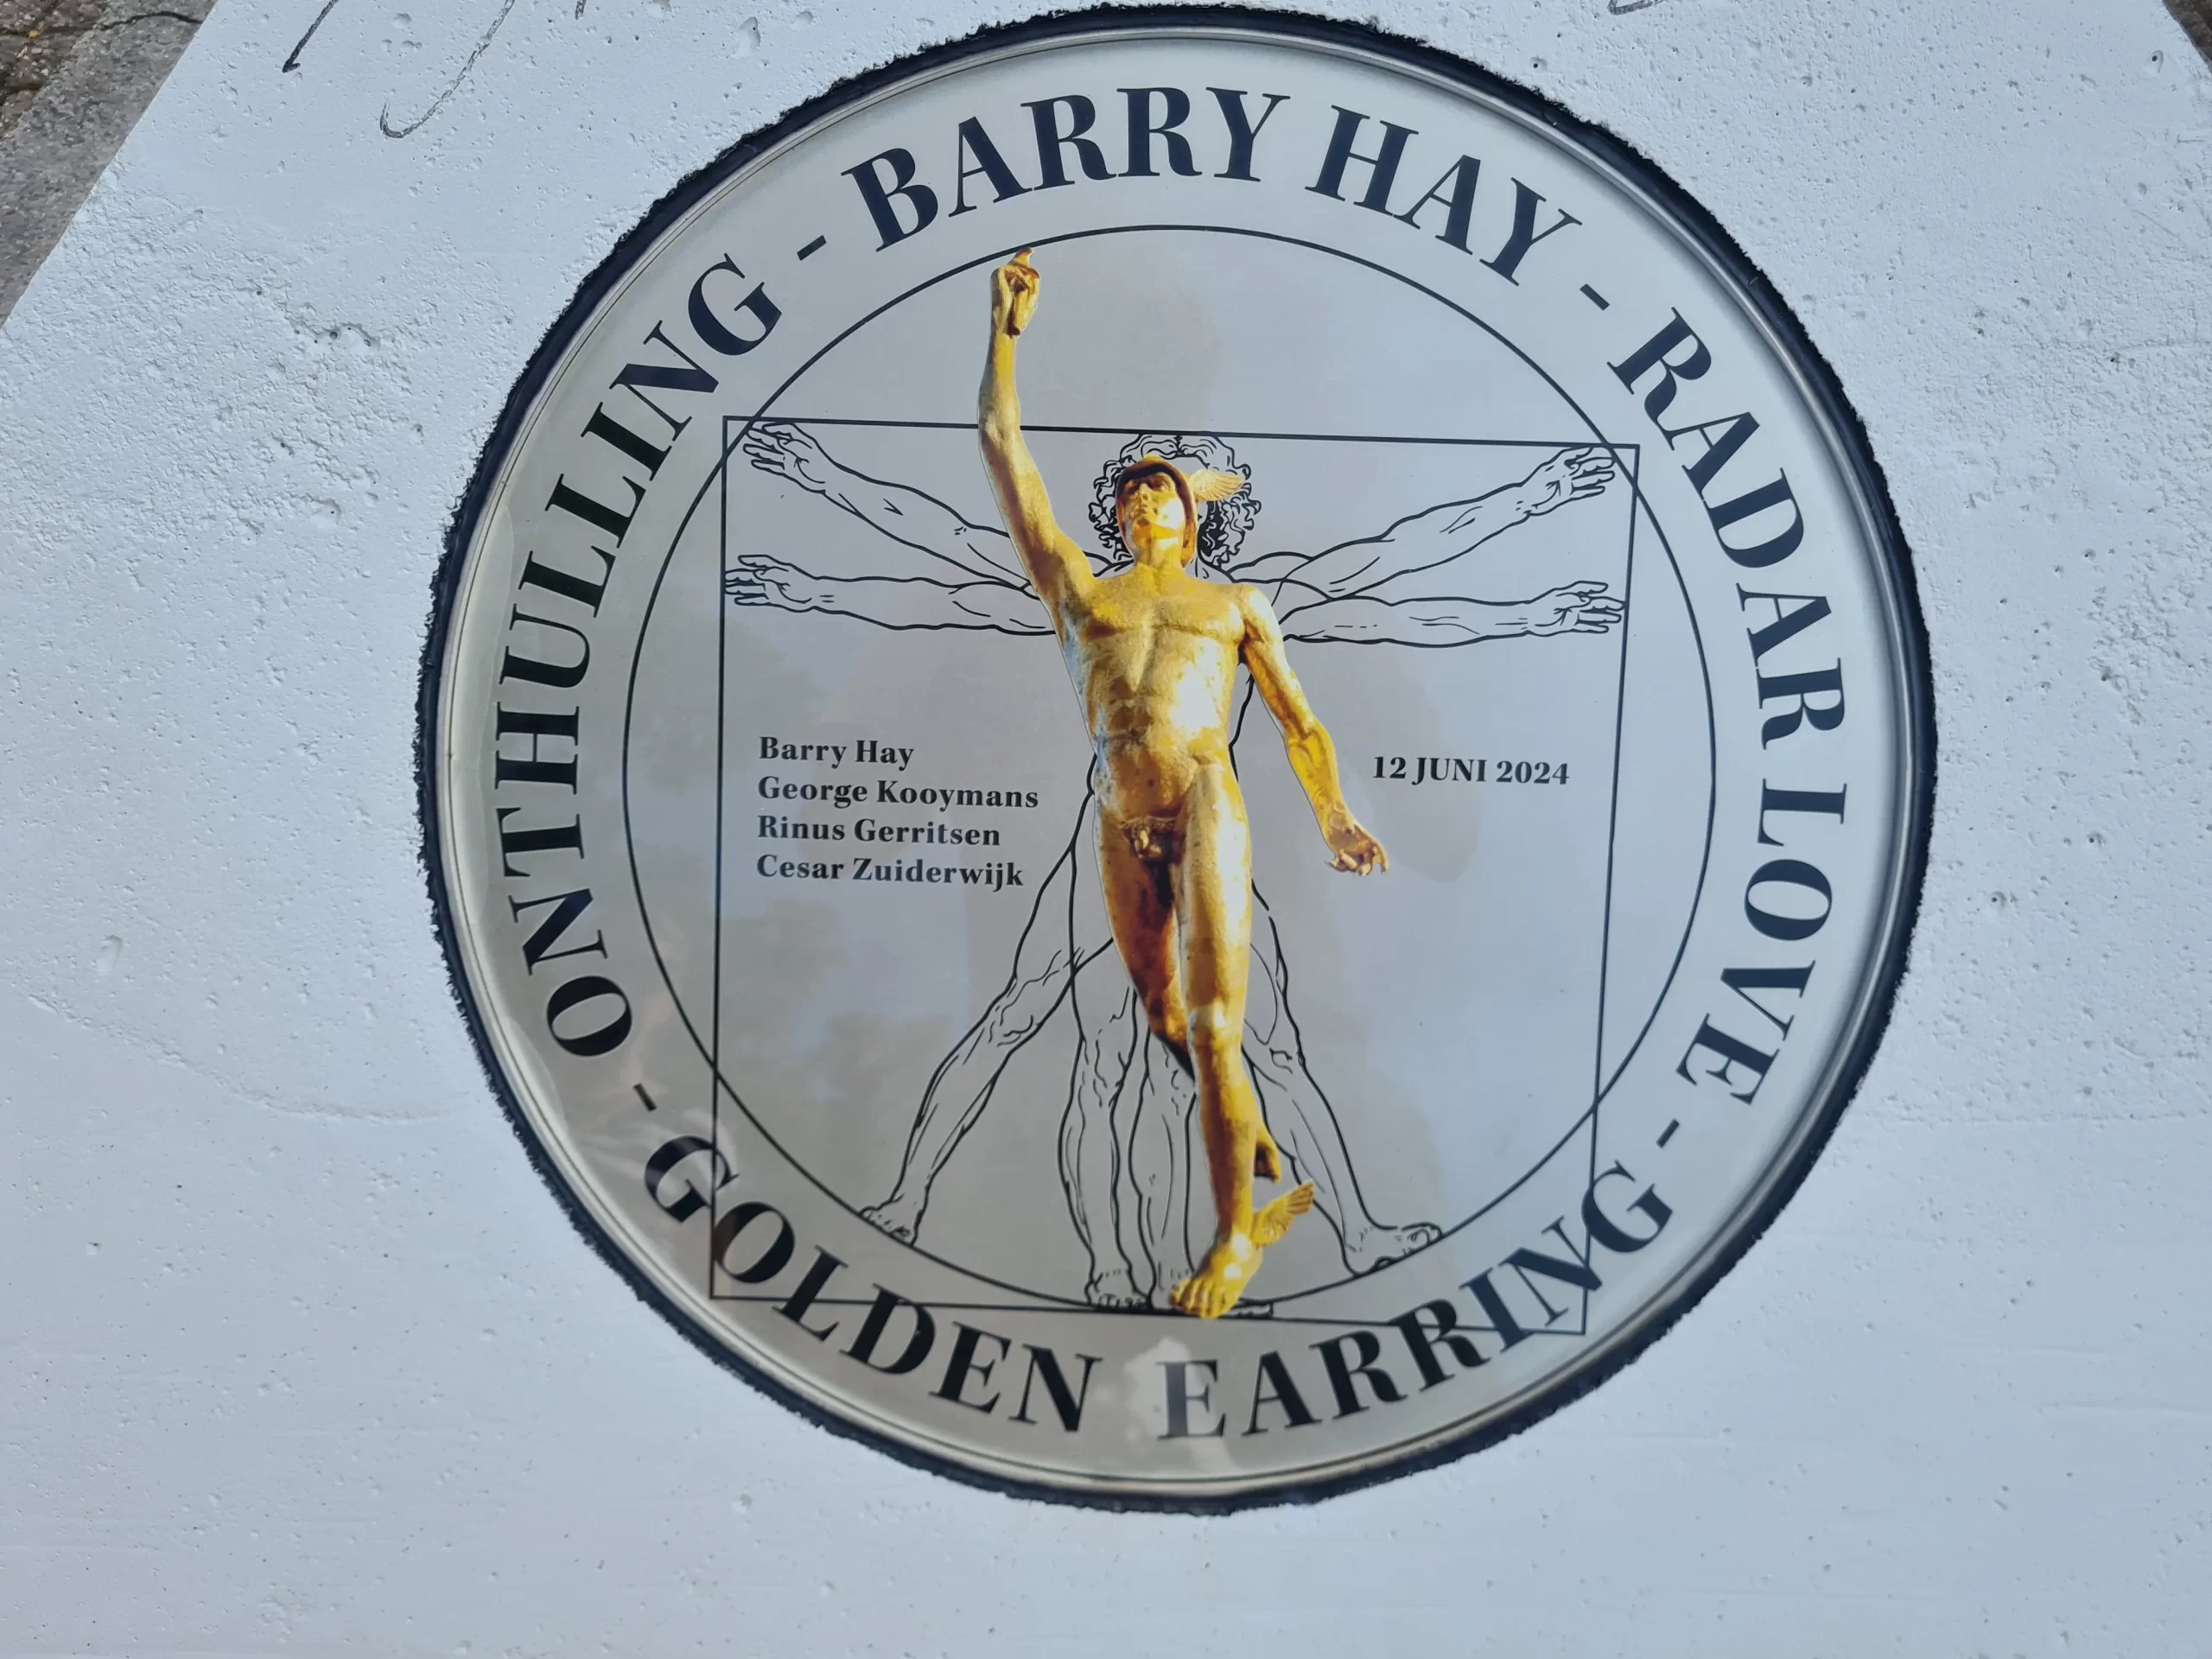 ONTHULLING - BARRY HAY - RADAR LOVE - GOLDEN EARRING -
Barry Hay
George Kooymans
Rinus Gerritsen
Cesar Zuiderwijk
12 JUNI 2024